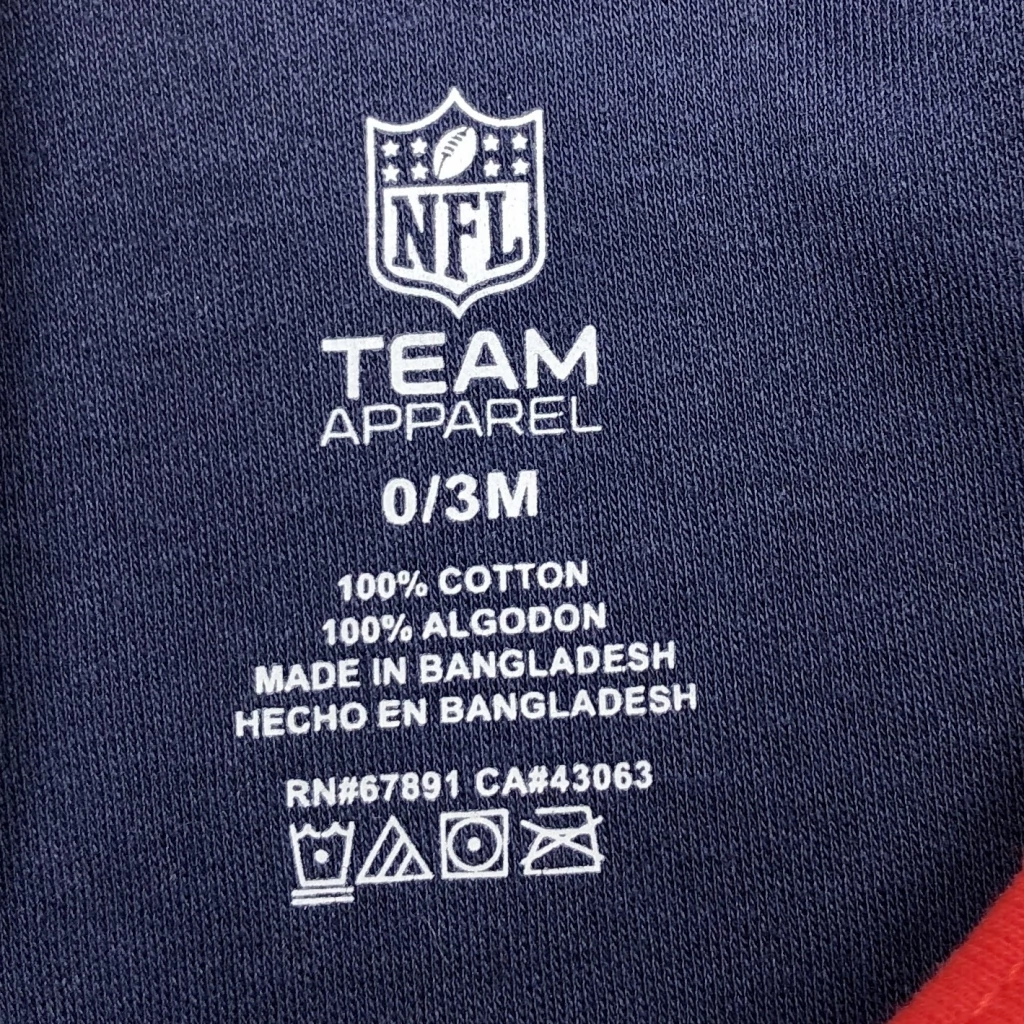 NFL
TEAM
APPAREL
0/3M
100% COTTON
100% ALGODON
MADE IN BANGLADESH
HECHO EN BANGLADESH
RN#67891 CA#43063